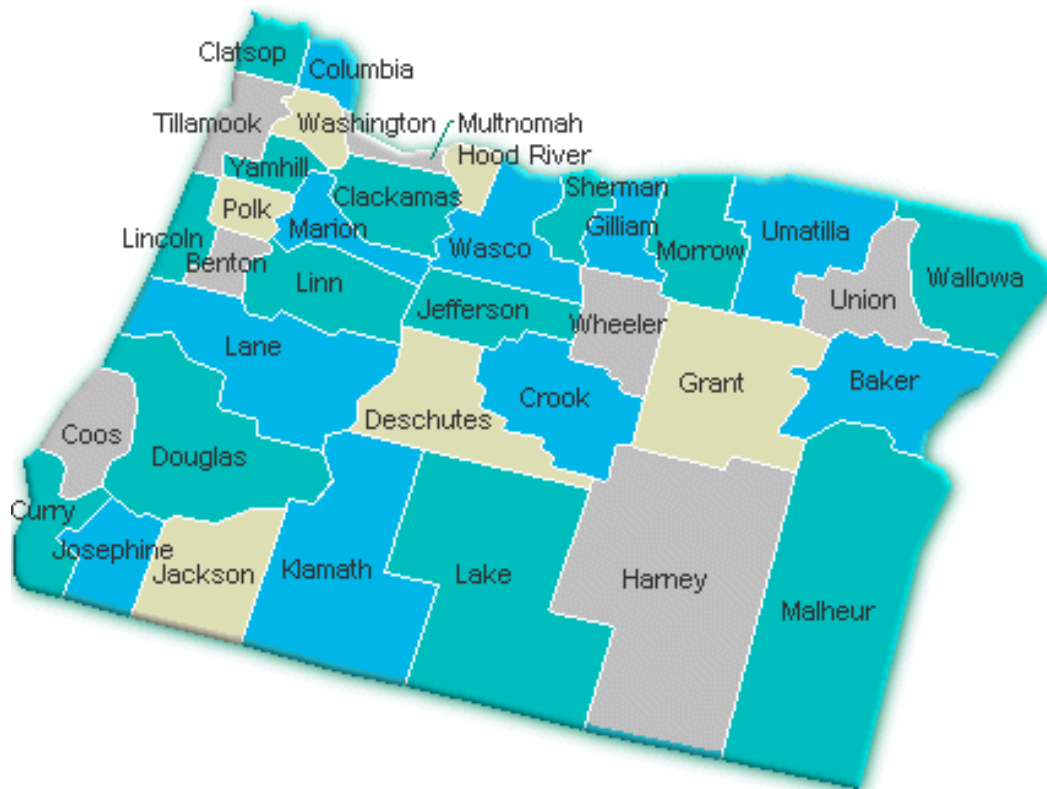 Clatsop
Columbia
Tillamook
Washington
Multnomah
Hood River
Yamhill
Clackamas
Sherman
Polk
Marion
Gilliam
Umatilla
Lincoln
Wasco
Morrow
Benton
Linn
Union
Wallowa
Jefferson
Wheeler
Lane
Grant
Baker
Crook
Deschutes
Coos
Douglas
Curry
Josephine
Jackson
Klamath
Lake
Harney
Malheur